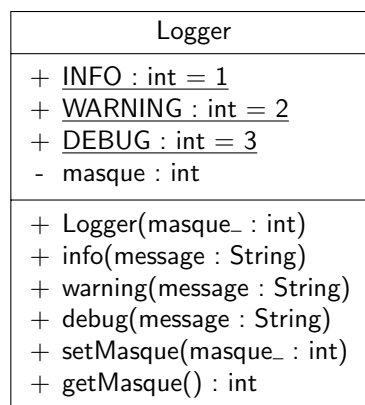 Logger
+ INFO : int = 1
+ WARNING : int = 2
+ DEBUG : int = 3
- masque : int
+ Logger(masque_ : int)
+ info(message : String)
+ warning(message : String)
+ debug(message : String)
+ setMasque(masque_ : int)
+ getMasque() : int